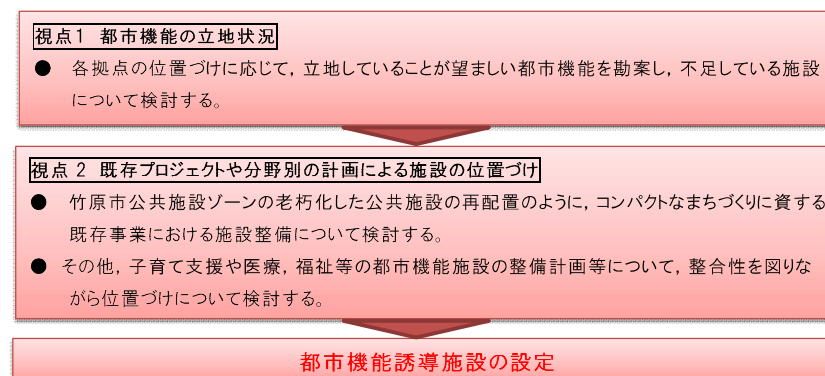 視点1 都市機能の立地状況
● 各拠点の位置づけに応じて，立地していることが望ましい都市機能を勘案し，不足している施設
について検討する。
視点2 既存プロジェクトや分野別の計画による施設の位置づけ
● 竹原市公共施設ゾーンの老朽化した公共施設の再配置のように，コンパクトなまちづくりに資する
既存事業における施設整備について検討する。
● その他，子育て支援や医療，福祉等の都市機能施設の整備計画等について，整合性を図りな
がら位置づけについて検討する。
都市機能誘導施設の設定